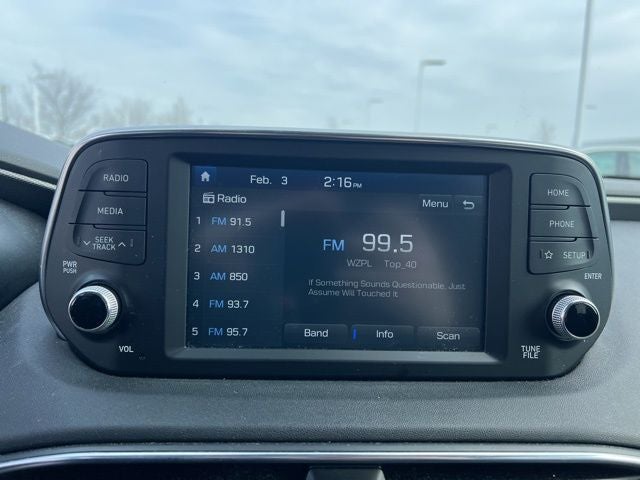 Feb. 3 2:16 PM
Radio Menu
1 FM 91.5
2 AM 1310
3 AM 850
4 FM 93.7
5 FM 95.7
FM 99.5
WZPL Top_40
If Something Sounds Questionable, Just
Assume Will Touched It
Band Info Scan
RADIO
MEDIA
SEEK
TRACK
PWR
PUSH
VOL
HOME
PHONE
SETUP
ENTER
TUNE
FILE